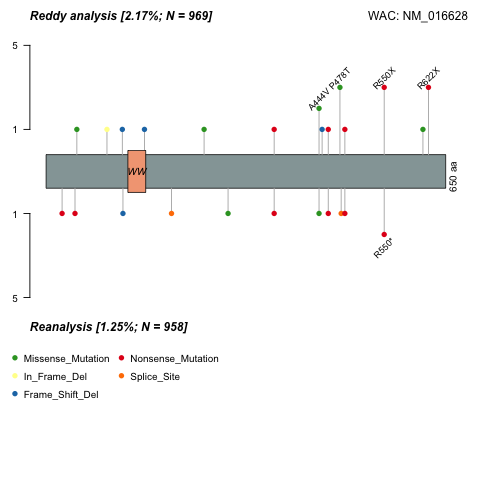 Reddy analysis [2.17%; N = 969]
WAC: NM_016628
5
A444V
P478T
R550X
R622X
1
WW
650 aa
1
R550*
5
Reanalysis [1.25%; N = 958]
Missense_Mutation
Nonsense_Mutation
In_Frame_Del
Splice_Site
Frame_Shift_Del